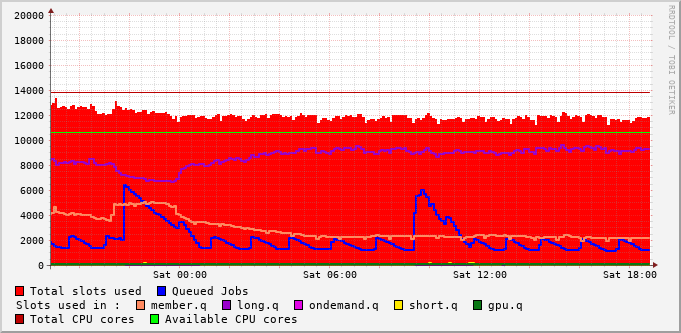 20000
18000
16000
14000
12000
10000
8000
6000
4000
2000
0
Sat 00:00 Sat 06:00 Sat 12:00 Sat 18:00
RRDTOOL / TOBI OETIKER
Total slots used Queued Jobs
Slots used in : member.q long.q ondemand.q short.q gpu.q
Total CPU cores Available CPU cores